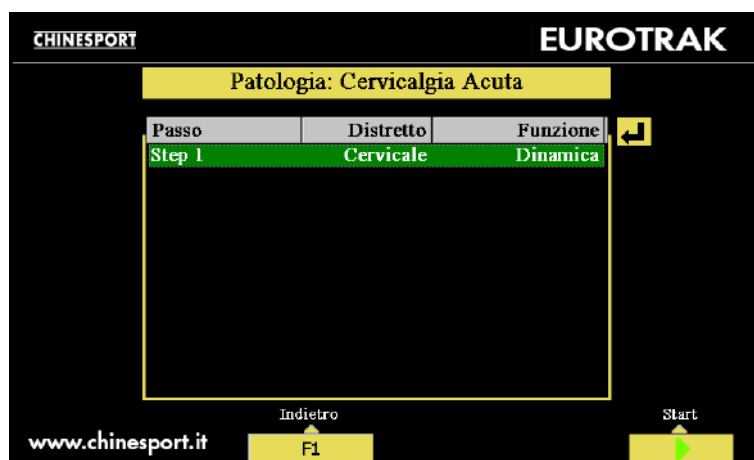 CHINESPORT
EUROTRAK
Patologia: Cervicalgia Acuta
Passo Distretto Funzione
Step 1 Cervicale Dinamica
Indietro
Start
www.chinesport.it
F1